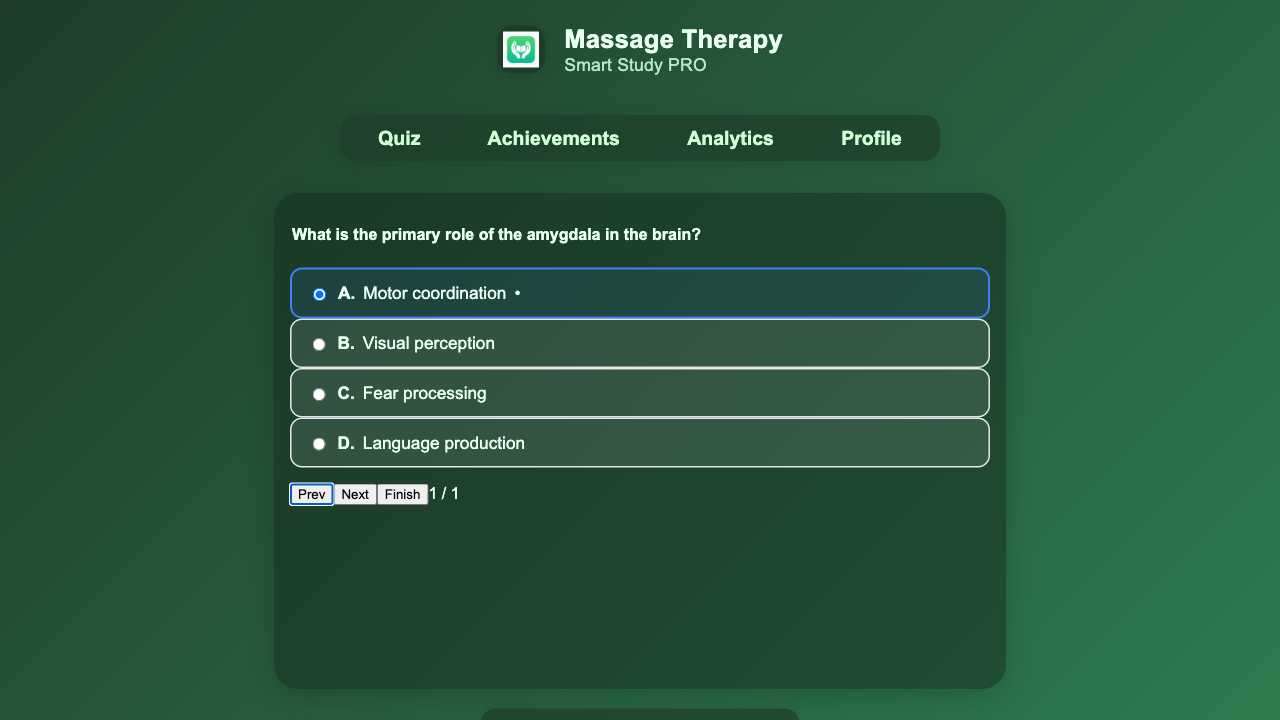 Massage Therapy
Smart Study PRO
Quiz Achievements Analytics Profile
What is the primary role of the amygdala in the brain?
A. Motor coordination •
B. Visual perception
C. Fear processing
D. Language production
Prev Next Finish 1 / 1